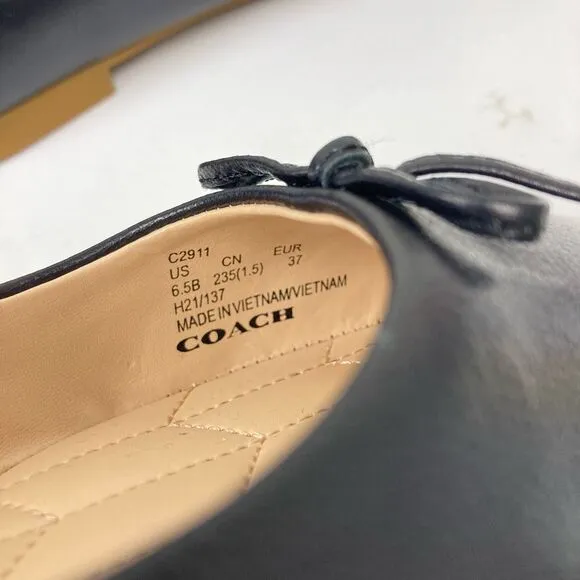 C2911
US CN EUR
6.5B 235(1.5) 37
H21/137
MADE IN VIETNAM/VIETNAM
COACH